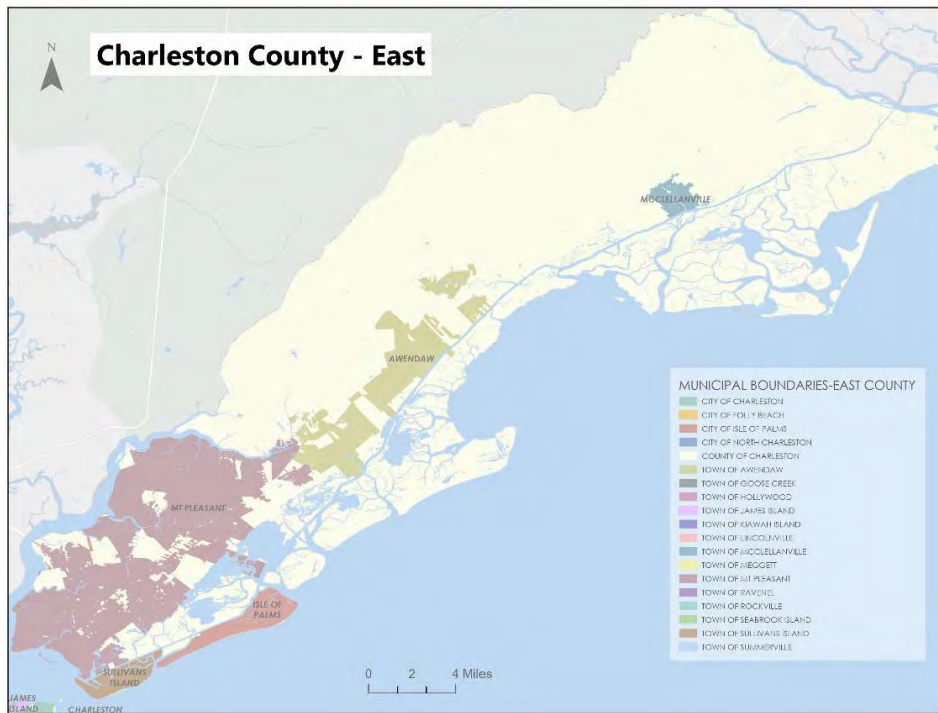 Charleston County - East
N
MCCLELLANVILLE
AWENDAW
MT PLEASANT
ISLE OF
PALMS
SULLIVANS
ISLAND
JAMES
ISLAND
CHARLESTON
0 2 4 Miles
MUNICIPAL BOUNDARIES-EAST COUNTY
CITY OF CHARLESTON
CITY OF FOLLY BEACH
CITY OF ISLE OF PALMS
CITY OF NORTH CHARLESTON
COUNTY OF CHARLESTON
TOWN OF AWENDAW
TOWN OF GOOSE CREEK
TOWN OF HOLLYWOOD
TOWN OF JAMES ISLAND
TOWN OF KIAWAH ISLAND
TOWN OF LINCOLNVILLE
TOWN OF MCCLELLANVILLE
TOWN OF MEGGETT
TOWN OF MT PLEASANT
TOWN OF RAVENEL
TOWN OF ROCKVILLE
TOWN OF SEABROOK ISLAND
TOWN OF SULLIVANS ISLAND
TOWN OF SUMMERVILLE